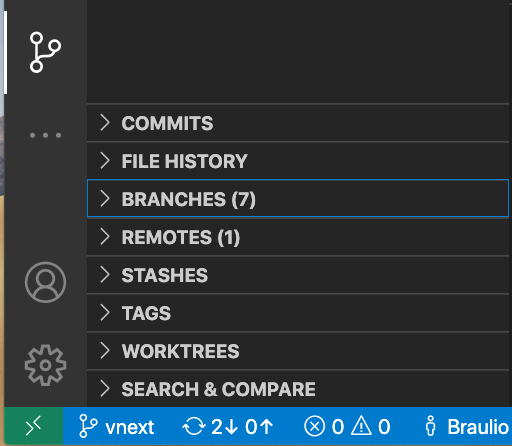 COMMITS
FILE HISTORY
BRANCHES (7)
REMOTES (1)
STASHES
TAGS
WORKTREES
SEARCH & COMPARE
vnext 2↓ 0↑ 0 0 Braulio